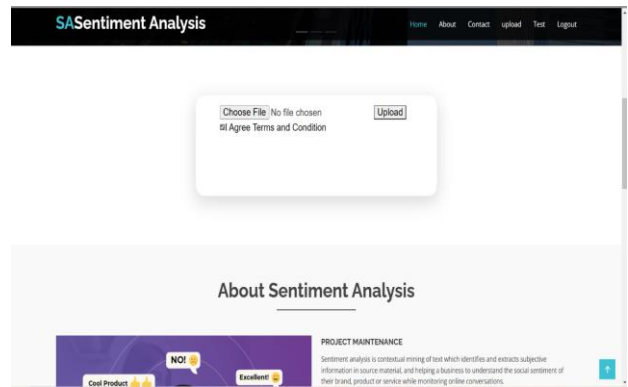 SASentiment Analysis
Home About Contact upload Test Logout
Choose File No file chosen Upload
I Agree Terms and Condition
About Sentiment Analysis
PROJECT MAINTENANCE
Sentiment analysis is contextual mining of text which identifies and extracts subjective
information in source material, and helping a business to understand the social sentiment of
their brand, product or service while monitoring online conversations.
NO!
Cool Product
Excellent!